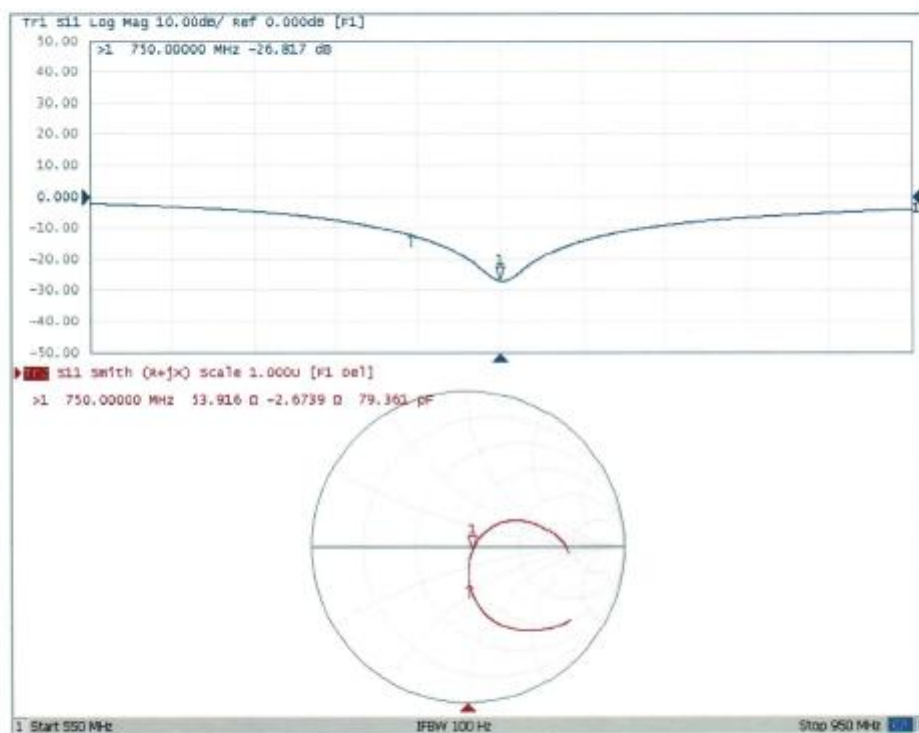 Tr1 S11 Log Mag 10.00dB/ Ref 0.000dB [F1]
50.00
>1 750.00000 MHz -26.817 dB
40.00
30.00
20.00
10.00
0.000
-10.00
-20.00
-30.00
-40.00
-50.00
1
1
S11 Smith (R+jX) Scale 1.000U [F1 Del]
>1 750.00000 MHz 53.916 Ω -2.6739 Ω 79.361 pF
1
1 Start 550 MHz IFBW 100 Hz Stop 950 MHz